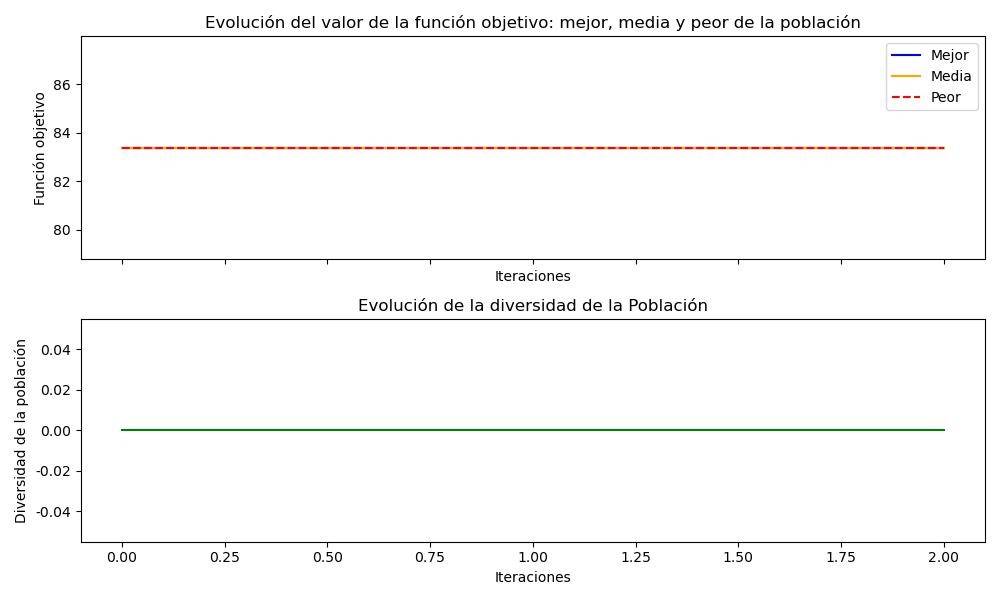 Evolución del valor de la función objetivo: mejor, media y peor de la población
Función objetivo
86
84
82
80
Mejor
Media
Peor
Iteraciones
Evolución de la diversidad de la Población
Diversidad de la población
0.04
0.02
0.00
-0.02
-0.04
0.00 0.25 0.50 0.75 1.00 1.25 1.50 1.75 2.00
Iteraciones